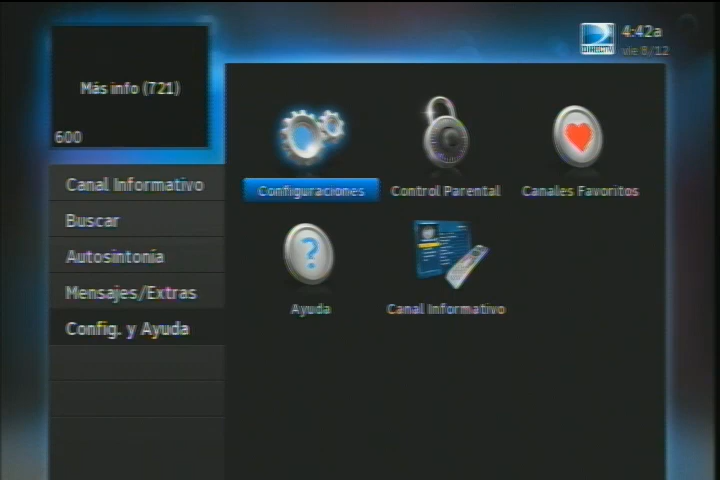 DIRECTV
4:42a
vie 8/12
Más info (721)
600
Canal Informativo
Buscar
Autosintonía
Mensajes/Extras
Config. y Ayuda
Configuraciones
Control Parental
Canales Favoritos
Ayuda
Canal Informativo